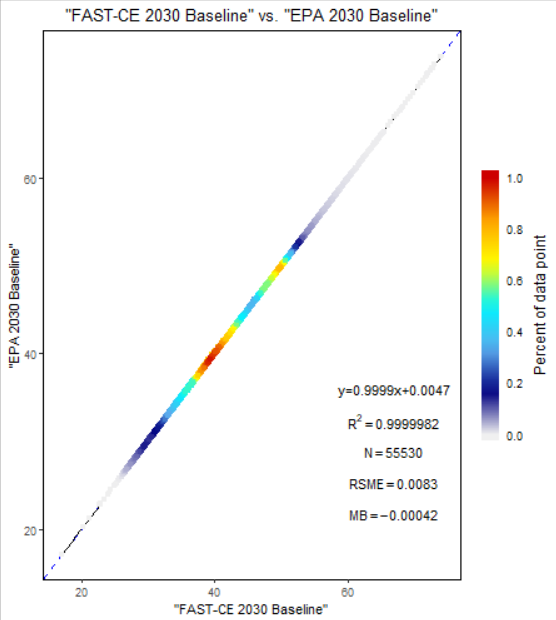 "FAST-CE 2030 Baseline" vs. "EPA 2030 Baseline"
"EPA 2030 Baseline"
60
40
20
20
40
60
"FAST-CE 2030 Baseline"
y=0.9999x+0.0047
R² = 0.9999982
N = 55530
RSME = 0.0083
MB = −0.00042
1.0
0.8
0.6
0.4
0.2
0.0
Percent of data point